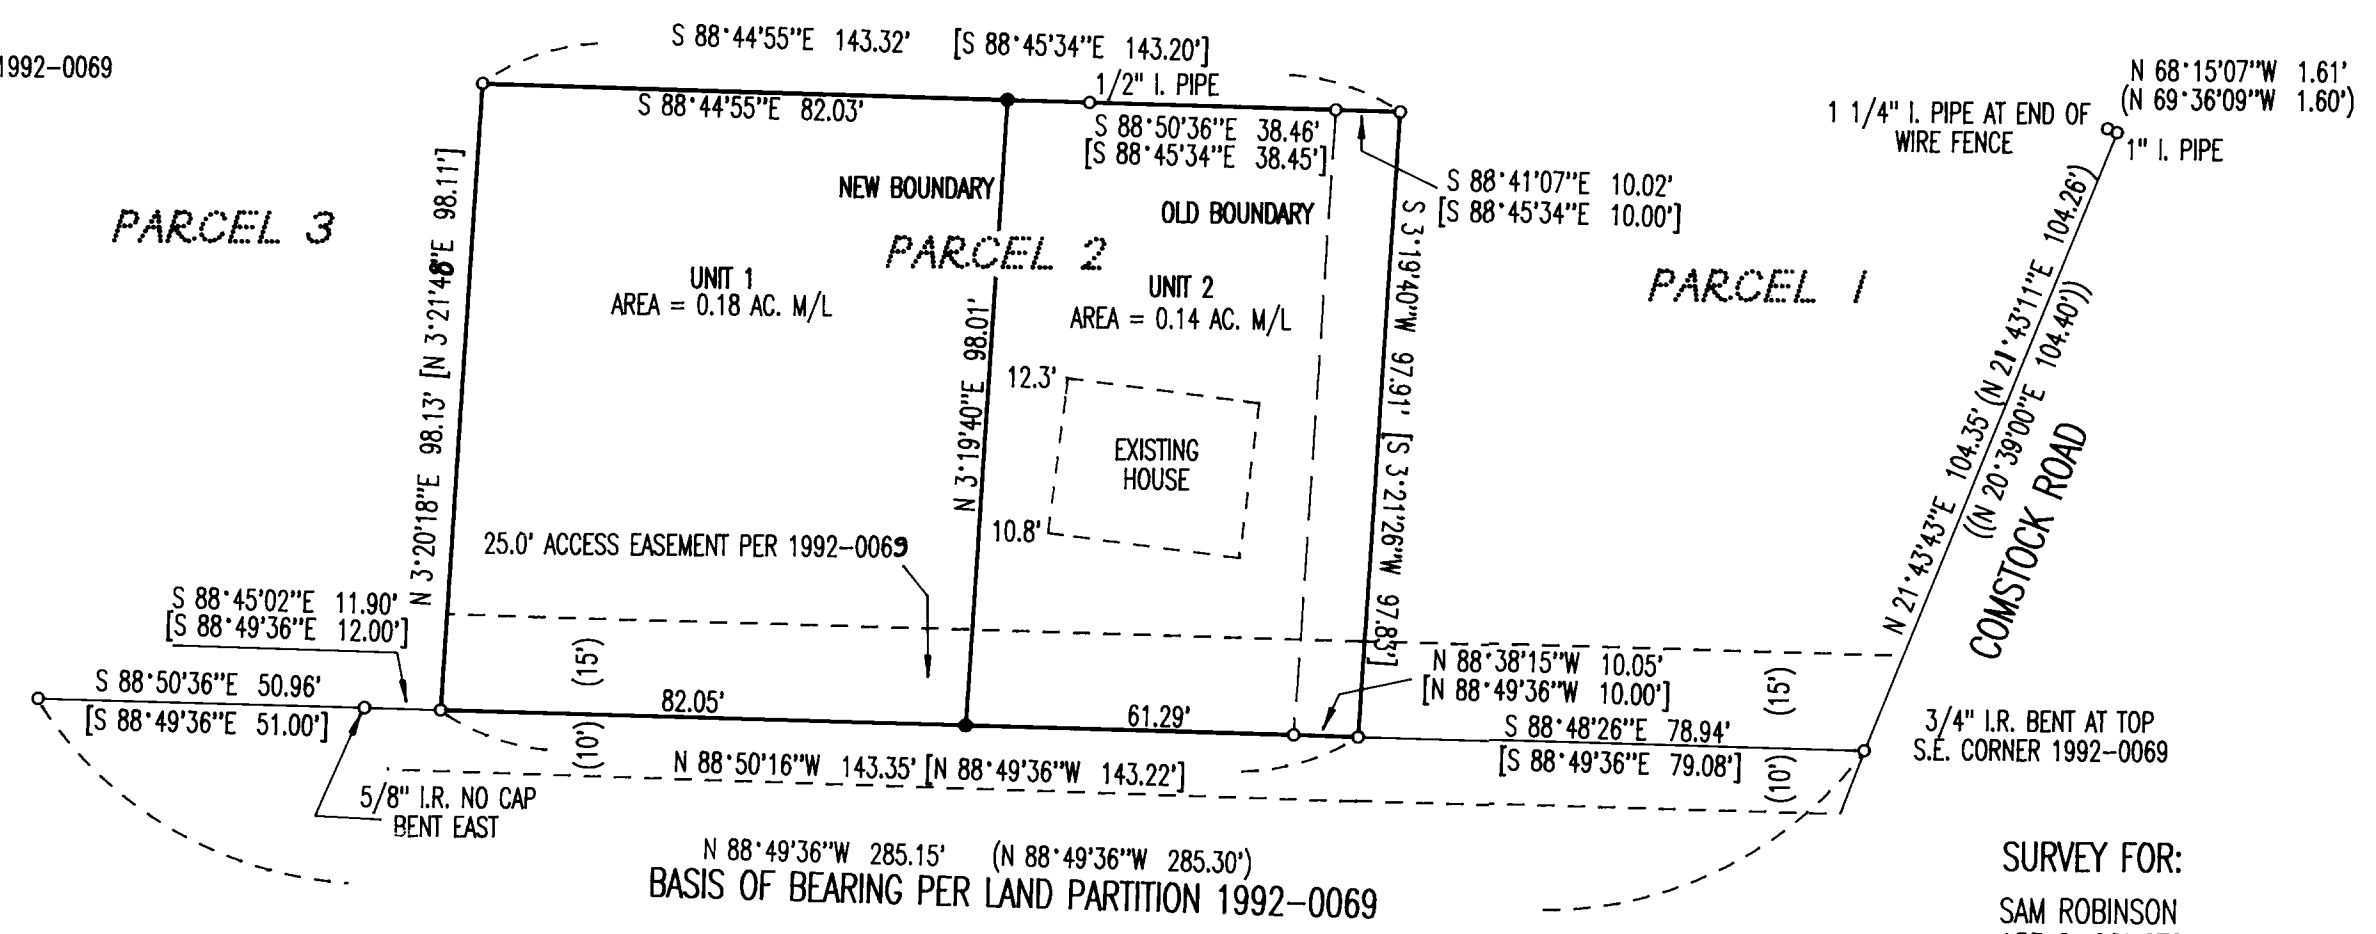 1992-0069
S 88°44'55"E 143.32' [S 88°45'34"E 143.20']
1/2" I. PIPE
S 88°44'55"E 82.03'
S 88°50'36"E 38.46'
[S 88°45'34"E 38.45']
N 68°15'07"W 1.61'
(N 69°36'09"W 1.60')
1 1/4" I. PIPE AT END OF
WIRE FENCE
1" I. PIPE
S 88°41'07"E 10.02'
[S 88°45'34"E 10.00']
NEW BOUNDARY
OLD BOUNDARY
PARCEL 3
PARCEL 2
PARCEL 1
UNIT 1
AREA = 0.18 AC. M/L
UNIT 2
AREA = 0.14 AC. M/L
N 3°20'18"E 98.13' [N 3°21'48"E 98.11']
N 3°19'40"E 98.01'
S 3°19'40"W 97.91' [S 3°21'26"W 97.83']
N 21°43'43"E 104.35' (N 21°43'11"E 104.26')
((N 20°39'00"E 104.40'))
COMSTOCK ROAD
12.3'
EXISTING
HOUSE
10.8'
25.0' ACCESS EASEMENT PER 1992-0069
S 88°45'02"E 11.90'
[S 88°49'36"E 12.00']
S 88°50'36"E 50.96'
[S 88°49'36"E 51.00']
(15')
(10')
82.05'
61.29'
N 88°38'15"W 10.05'
[N 88°49'36"W 10.00']
S 88°48'26"E 78.94'
[S 88°49'36"E 79.08']
(15')
(10')
3/4" I.R. BENT AT TOP
S.E. CORNER 1992-0069
N 88°50'16"W 143.35' [N 88°49'36"W 143.22']
5/8" I.R. NO CAP
BENT EAST
N 88°49'36"W 285.15' (N 88°49'36"W 285.30')
BASIS OF BEARING PER LAND PARTITION 1992-0069
SURVEY FOR:
SAM ROBINSON